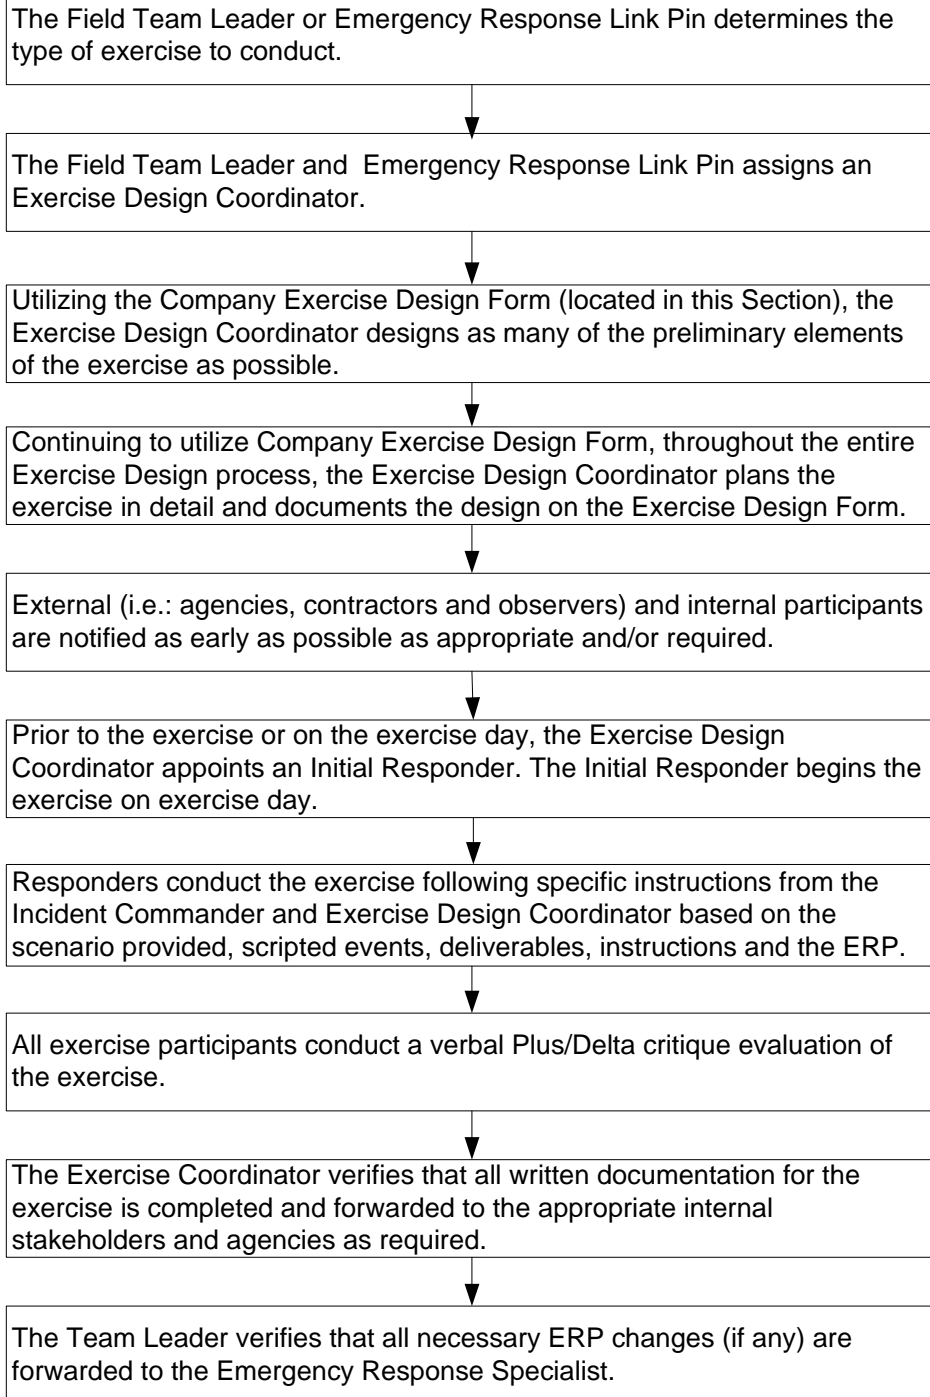 The Field Team Leader or Emergency Response Link Pin determines the
type of exercise to conduct.
The Field Team Leader and  Emergency Response Link Pin assigns an
Exercise Design Coordinator.
Utilizing the Company Exercise Design Form (located in this Section), the
Exercise Design Coordinator designs as many of the preliminary elements
of the exercise as possible.
Continuing to utilize Company Exercise Design Form, throughout the entire
Exercise Design process, the Exercise Design Coordinator plans the
exercise in detail and documents the design on the Exercise Design Form.
External (i.e.: agencies, contractors and observers) and internal participants
are notified as early as possible as appropriate and/or required.
Prior to the exercise or on the exercise day, the Exercise Design
Coordinator appoints an Initial Responder. The Initial Responder begins the
exercise on exercise day.
Responders conduct the exercise following specific instructions from the
Incident Commander and Exercise Design Coordinator based on the
scenario provided, scripted events, deliverables, instructions and the ERP.
All exercise participants conduct a verbal Plus/Delta critique evaluation of
the exercise.
The Exercise Coordinator verifies that all written documentation for the
exercise is completed and forwarded to the appropriate internal
stakeholders and agencies as required.
The Team Leader verifies that all necessary ERP changes (if any) are
forwarded to the Emergency Response Specialist.